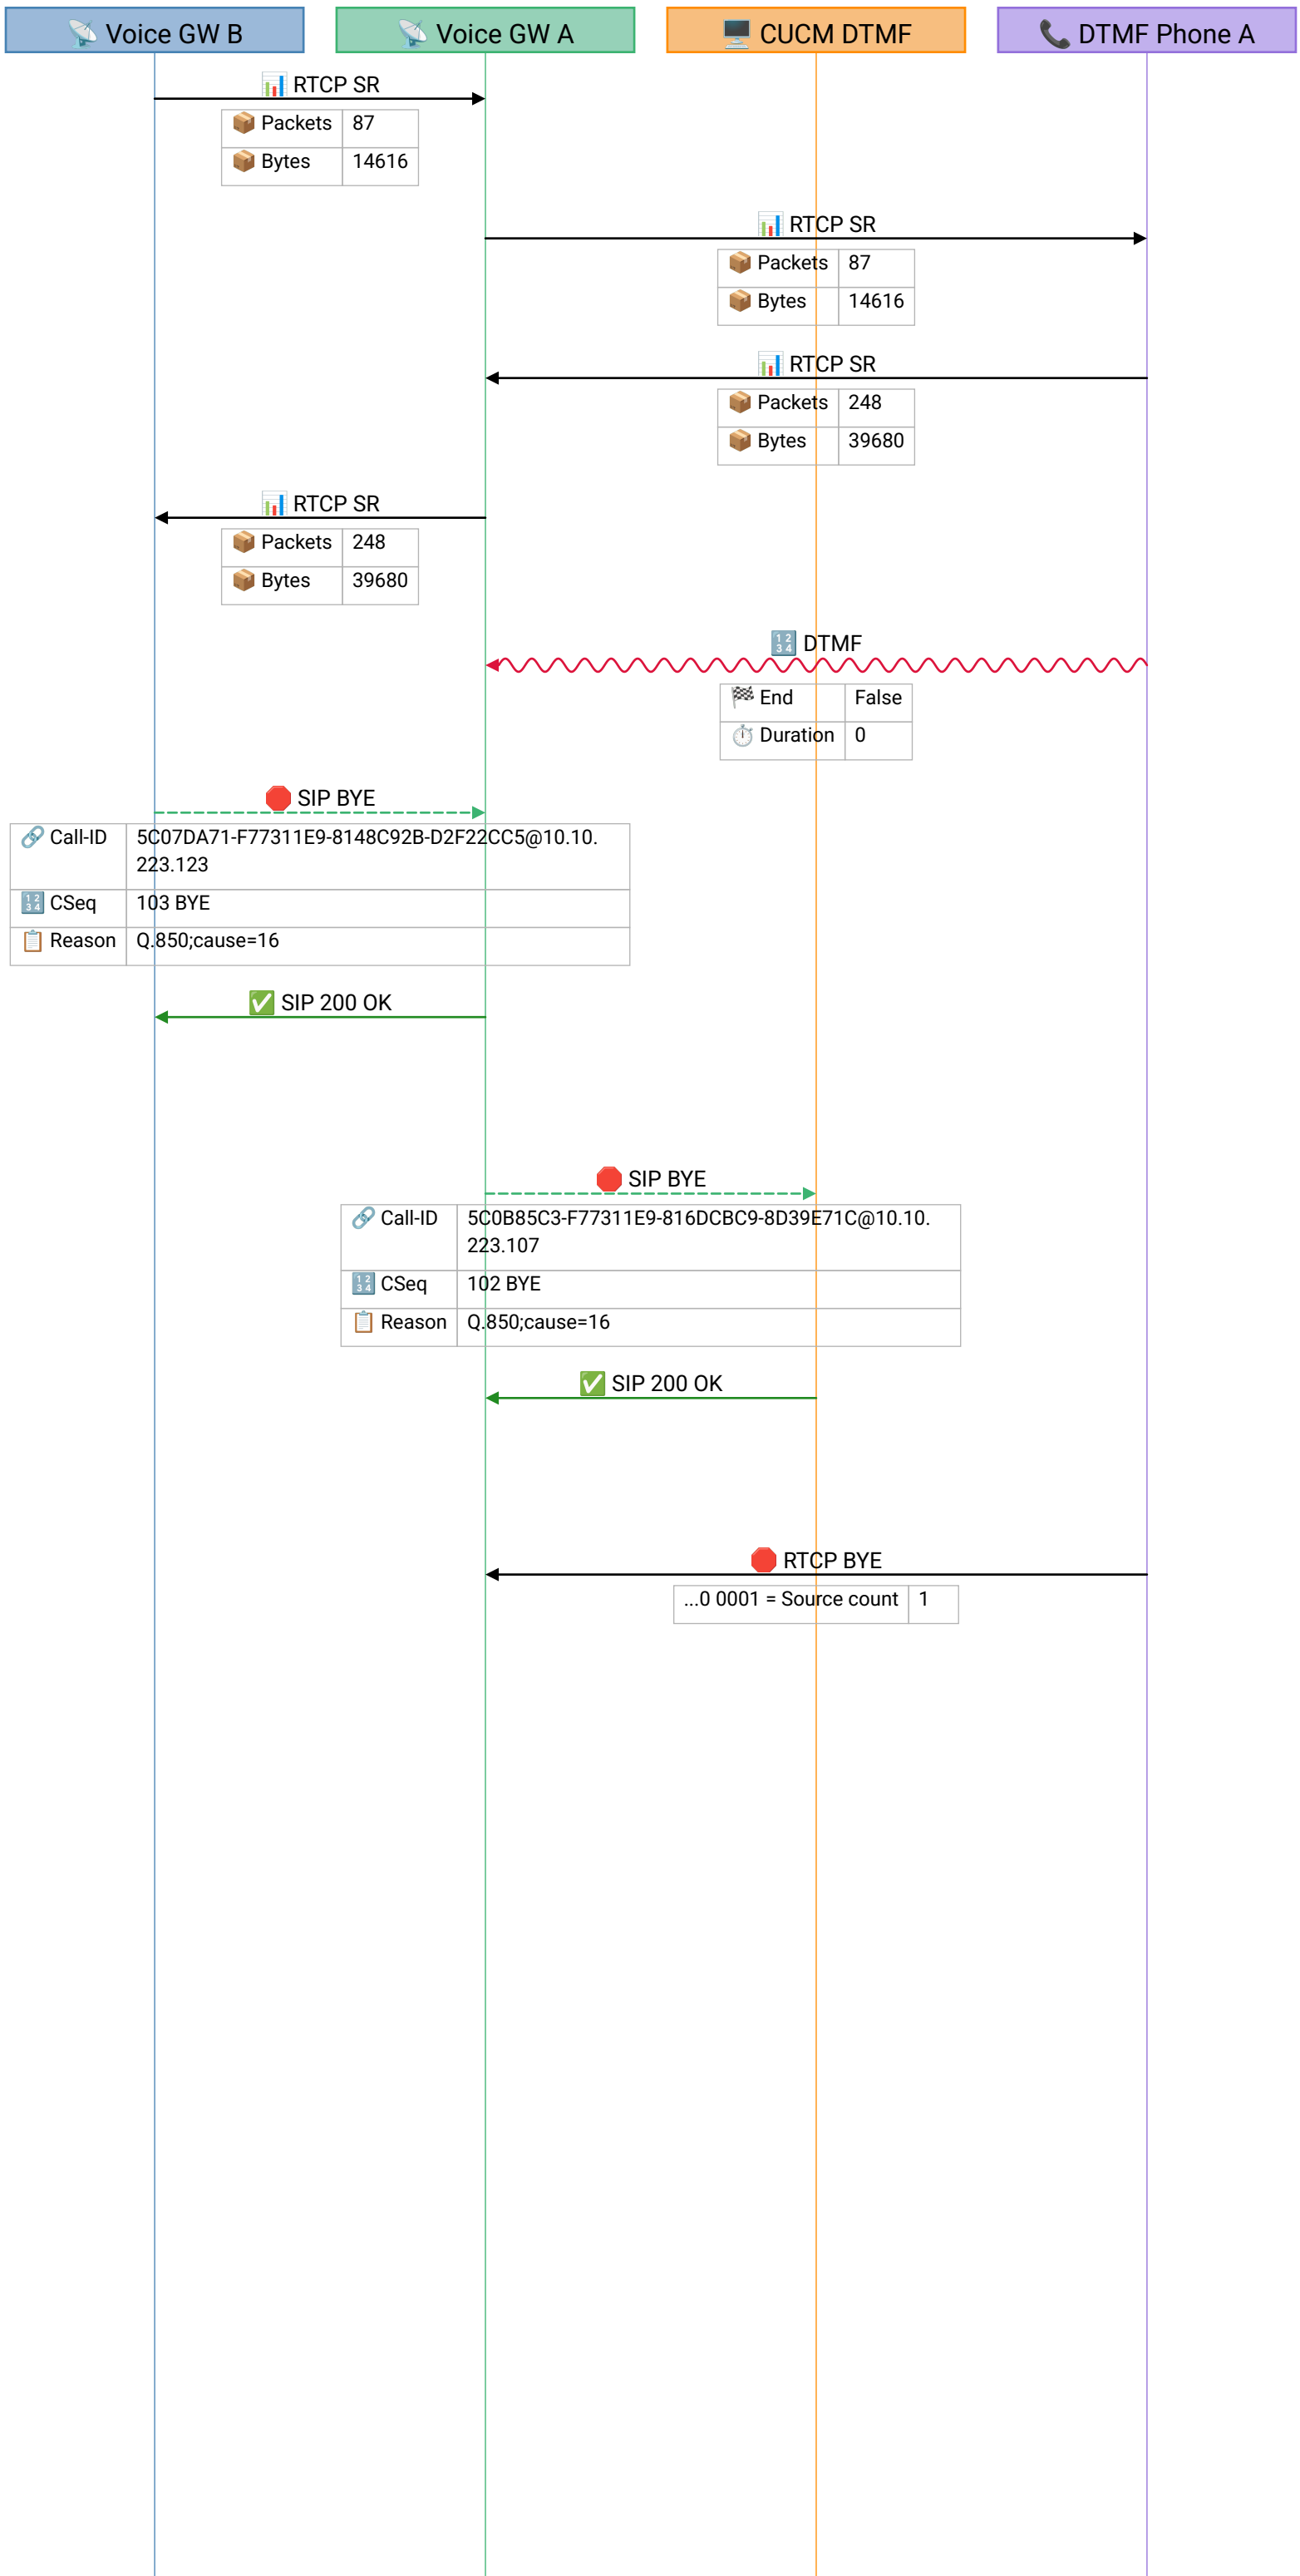 📡 Voice GW B
📡 Voice GW A
🖥️ CUCM DTMF
📞 DTMF Phone A
📊 RTCP SR
📦 Packets 87
📦 Bytes 14616
📊 RTCP SR
📦 Packets 87
📦 Bytes 14616
📊 RTCP SR
📦 Packets 248
📦 Bytes 39680
📊 RTCP SR
📦 Packets 248
📦 Bytes 39680
🔢 DTMF
🏁 End False
⏱️ Duration 0
🛑 SIP BYE
🔗 Call-ID 5C07DA71-F77311E9-8148C92B-D2F22CC5@10.10.
223.123
🔢 CSeq 103 BYE
📋 Reason Q.850;cause=16
✅ SIP 200 OK
🛑 SIP BYE
🔗 Call-ID 5C0B85C3-F77311E9-816DCBC9-8D39E71C@10.10.
223.107
🔢 CSeq 102 BYE
📋 Reason Q.850;cause=16
✅ SIP 200 OK
🛑 RTCP BYE
...0 0001 = Source count 1